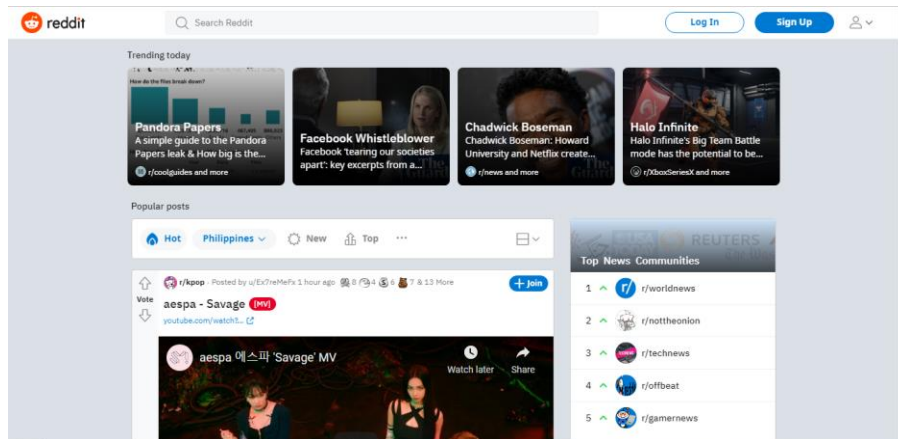 reddit
Search Reddit
Log In
Sign Up
Trending today
How do the files break down?
Pandora Papers
A simple guide to the Pandora
Papers leak & How big is the...
r/coolguides and more
Facebook Whistleblower
Facebook 'tearing our societies
apart': key excerpts from a...
Chadwick Boseman
Chadwick Boseman: Howard
University and Netflix create...
r/news and more
Halo Infinite
Halo Infinite's Big Team Battle
mode has the potential to be...
r/XboxSeriesX and more
Popular posts
Hot
Philippines
New
Top
...
REUTERS
Top News Communities
r/kpop · Posted by u/Ex7reMeFx 1 hour ago 8 4 6 7 & 13 More
Join
Vote
aespa - Savage [MV]
youtube.com/watch?...
aespa 에스파 'Savage' MV
Watch later
Share
1 r/worldnews
2 r/nottheonion
3 r/technews
4 r/offbeat
5 r/gamernews